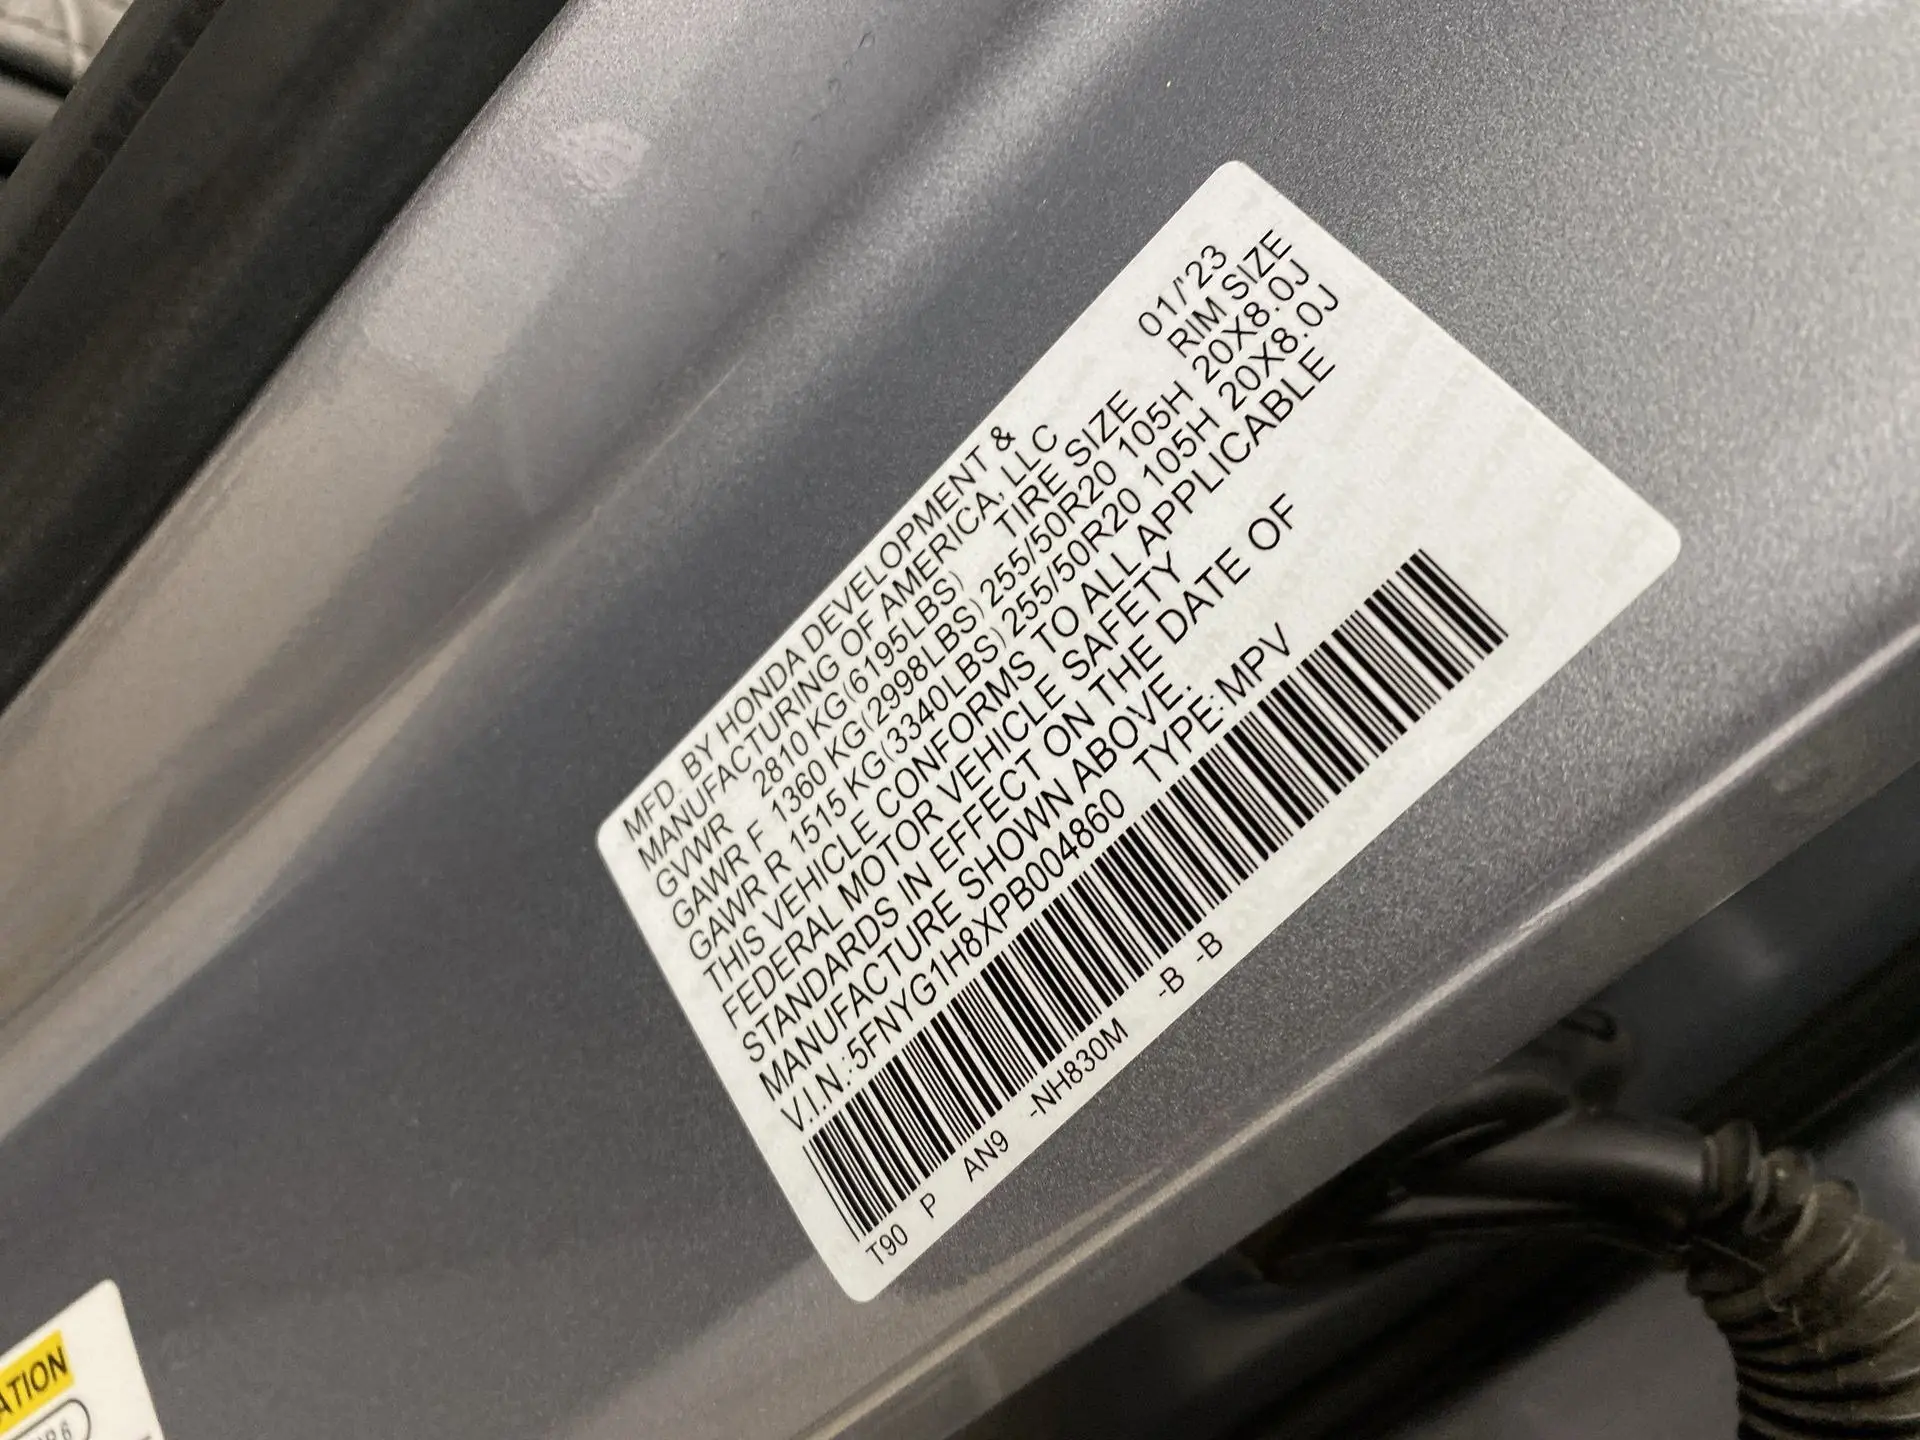 MFD. BY HONDA DEVELOPMENT &
MANUFACTURING OF AMERICA, LLC 01/'23
GVWR 2810 KG(6195LBS) TIRE SIZE RIM SIZE
GAWR F 1360 KG(2998LBS) 255/50R20 105H 20X8.0J
GAWR R 1515 KG(3340LBS) 255/50R20 105H 20X8.0J
THIS VEHICLE CONFORMS TO ALL APPLICABLE
FEDERAL MOTOR VEHICLE SAFETY
STANDARDS IN EFFECT ON THE DATE OF
MANUFACTURE SHOWN ABOVE.
V.I.N.:5FNYG1H8XPB004860 TYPE:MPV
T90 P AN9 -NH830M -B -B
ATION